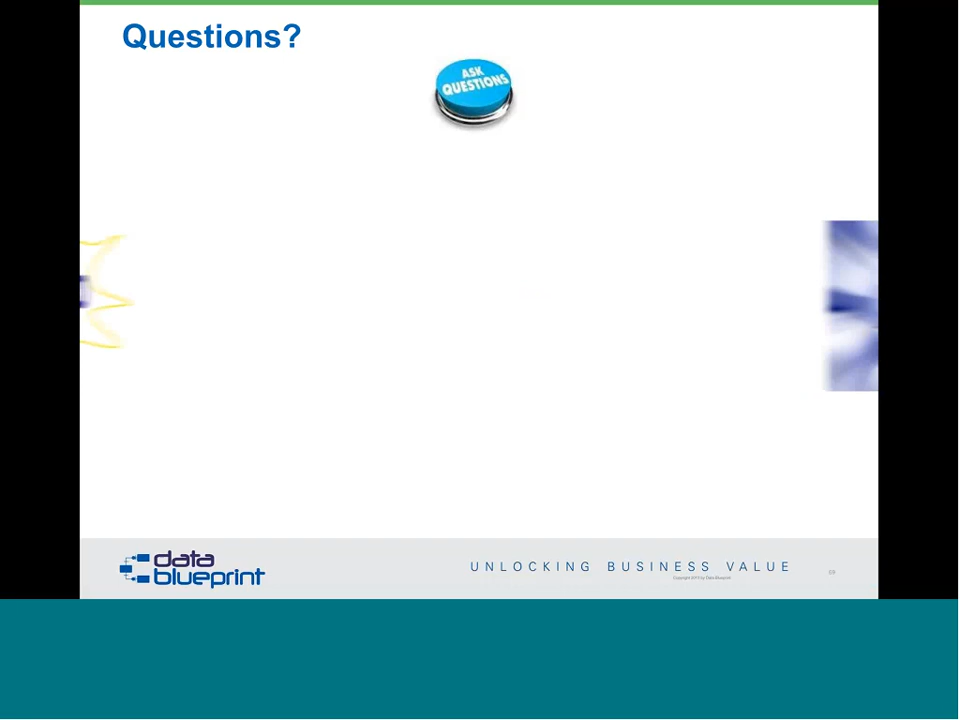 Questions?
ASK
QUESTIONS
data
blueprint
UNLOCKING BUSINESS VALUE